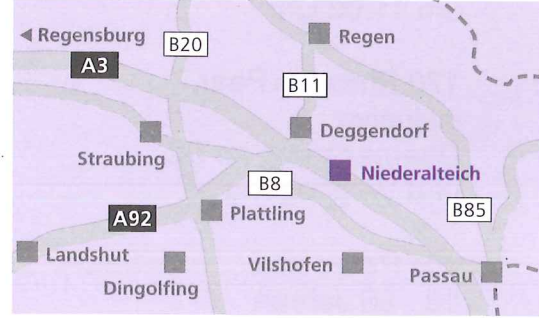 Regensburg
B20
Regen
A3
B11
Deggendorf
Straubing
Niederalteich
B8
B85
A92
Plattling
Landshut
Vilshofen
Passau
Dingolfing